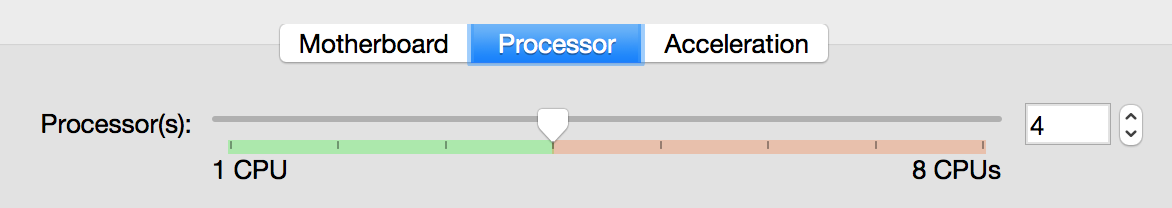 Motherboard Processor Acceleration
Processor(s): 4
1 CPU 8 CPUs